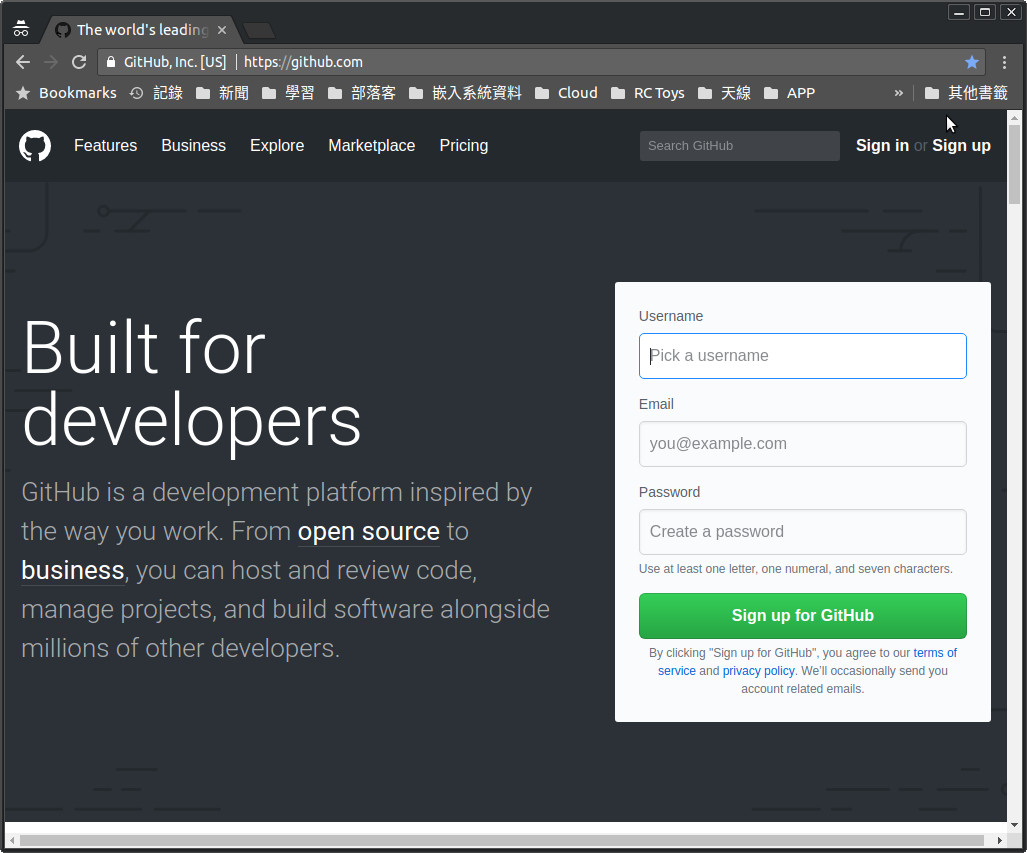 The world's leading
GitHub, Inc. [US] | https://github.com
Bookmarks 記錄 新聞 學習 部落客 嵌入系統資料 Cloud RC Toys 天線 APP » 其他書籤
Features Business Explore Marketplace Pricing Search GitHub Sign in or Sign up
Built for
developers
GitHub is a development platform inspired by
the way you work. From open source to
business, you can host and review code,
manage projects, and build software alongside
millions of other developers.
Username
Pick a username
Email
you@example.com
Password
Create a password
Use at least one letter, one numeral, and seven characters.
Sign up for GitHub
By clicking "Sign up for GitHub", you agree to our terms of
service and privacy policy. We'll occasionally send you
account related emails.